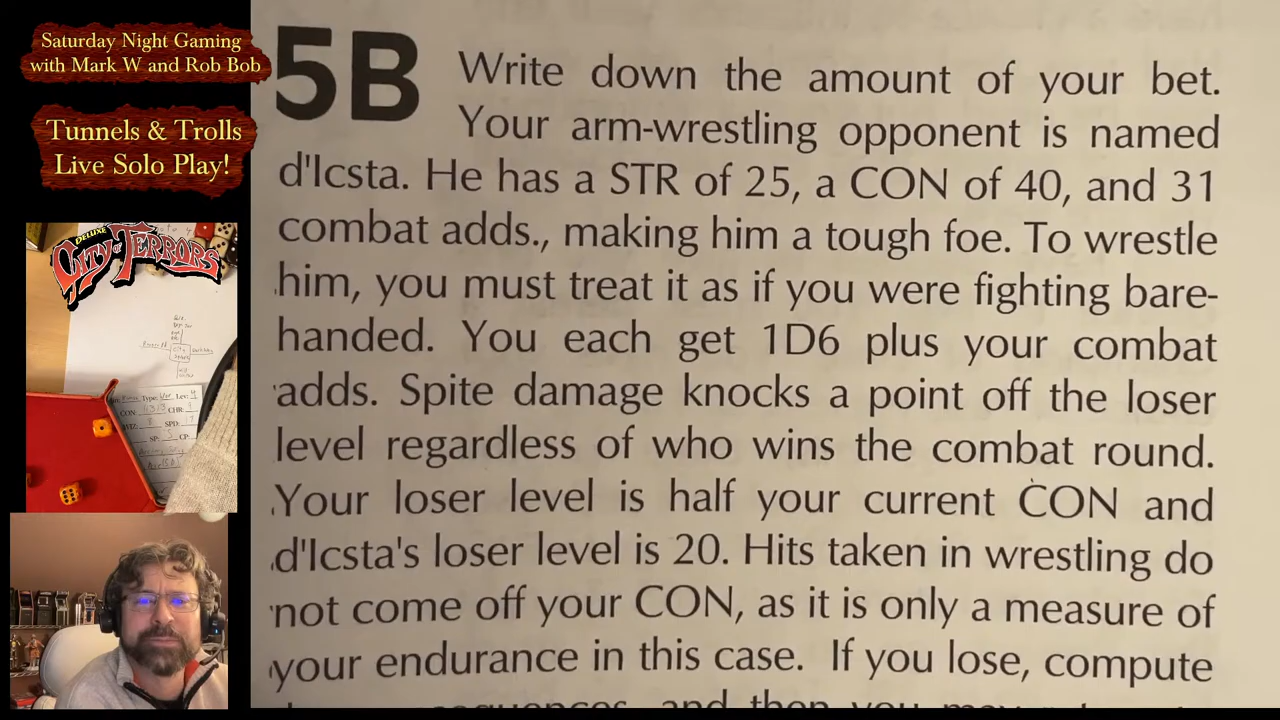 Saturday Night Gaming
with Mark W and Rob Bob
Tunnels & Trolls
Live Solo Play!
DELUXE
CITY OF TERRORS
CON
CHR
SPD
5B
Write down the amount of your bet.
Your arm-wrestling opponent is named
d'Icsta. He has a STR of 25, a CON of 40, and 31
combat adds., making him a tough foe. To wrestle
him, you must treat it as if you were fighting bare-
handed. You each get 1D6 plus your combat
adds. Spite damage knocks a point off the loser
level regardless of who wins the combat round.
Your loser level is half your current CON and
d'Icsta's loser level is 20. Hits taken in wrestling do
not come off your CON, as it is only a measure of
your endurance in this case. If you lose, compute
and then you